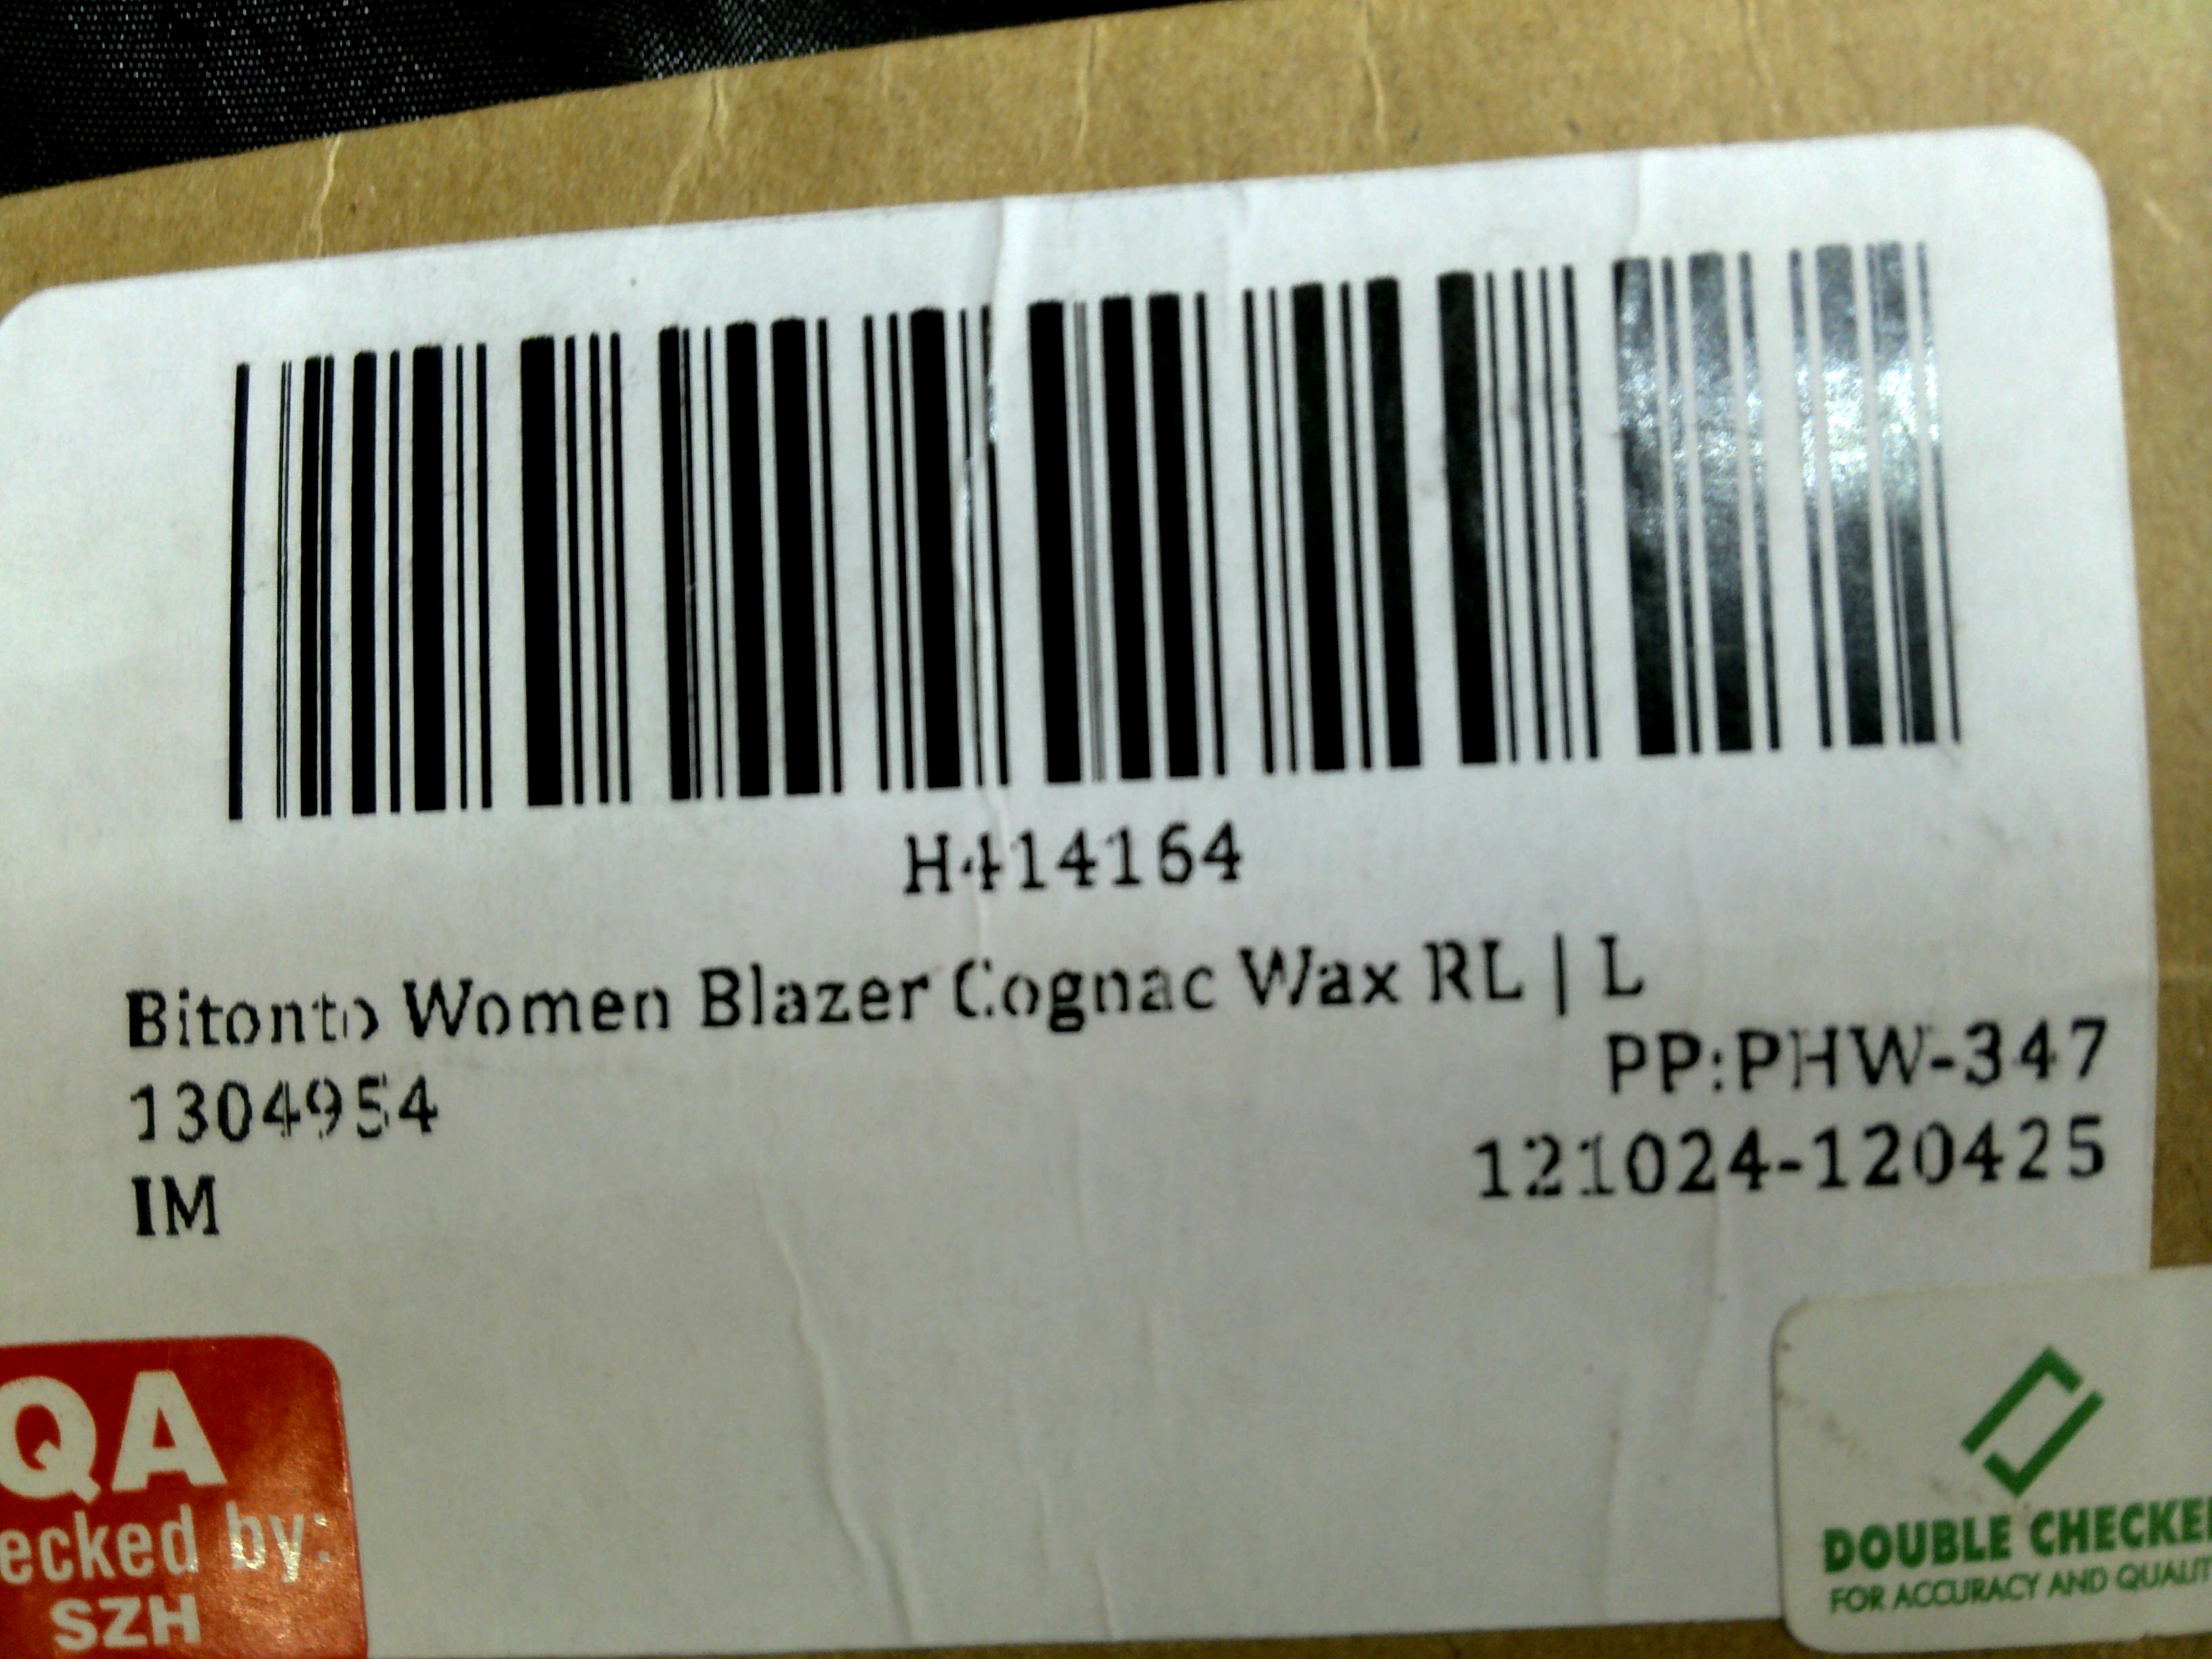 H414164
Bitonto Women Blazer Cognac Wax RL | L
PP:PHW-347
1304954
121024-120425
IM
QA
ecked by:
SZH
DOUBLE CHECKE
FOR ACCURACY AND QUALIT